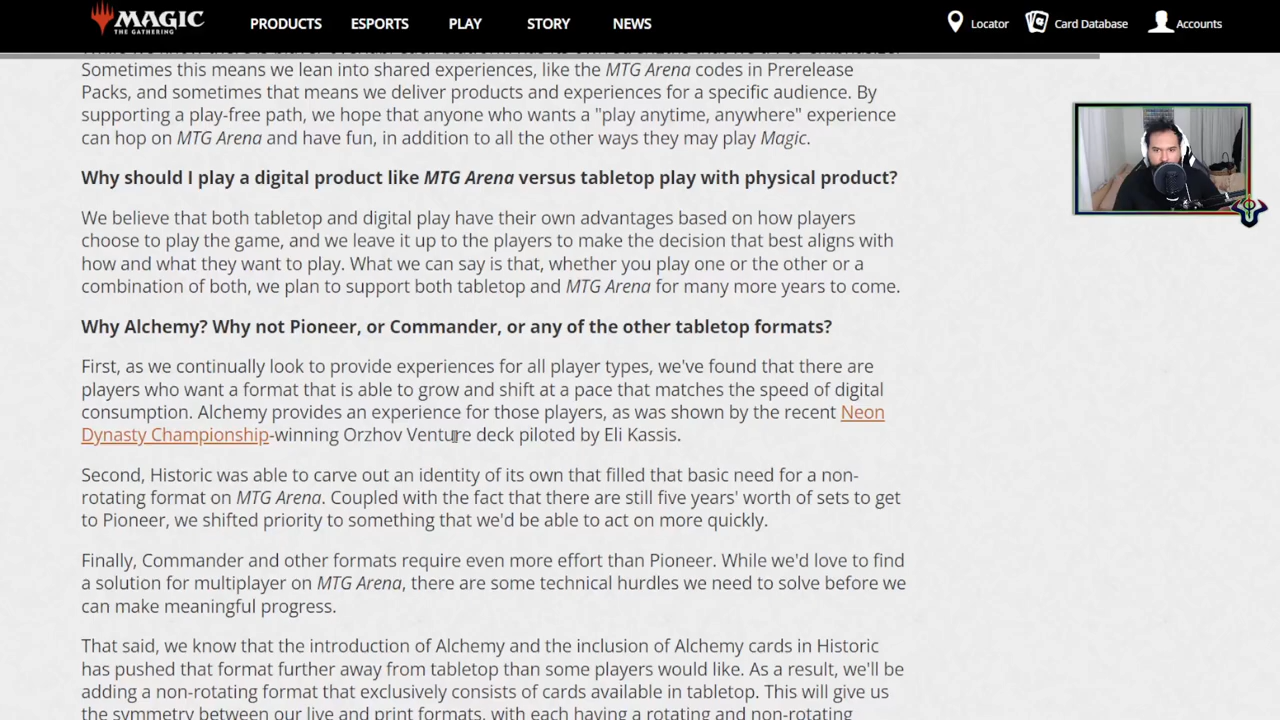 MAGIC
THE GATHERING
PRODUCTS
ESPORTS
PLAY
STORY
NEWS
Locator
Card Database
Accounts
Sometimes this means we lean into shared experiences, like the MTG Arena codes in Prerelease
Packs, and sometimes that means we deliver products and experiences for a specific audience. By
supporting a play-free path, we hope that anyone who wants a "play anytime, anywhere" experience
can hop on MTG Arena and have fun, in addition to all the other ways they may play Magic.
Why should I play a digital product like MTG Arena versus tabletop play with physical product?
We believe that both tabletop and digital play have their own advantages based on how players
choose to play the game, and we leave it up to the players to make the decision that best aligns with
how and what they want to play. What we can say is that, whether you play one or the other or a
combination of both, we plan to support both tabletop and MTG Arena for many more years to come.
Why Alchemy? Why not Pioneer, or Commander, or any of the other tabletop formats?
First, as we continually look to provide experiences for all player types, we've found that there are
players who want a format that is able to grow and shift at a pace that matches the speed of digital
consumption. Alchemy provides an experience for those players, as was shown by the recent Neon
Dynasty Championship-winning Orzhov Venture deck piloted by Eli Kassis.
Second, Historic was able to carve out an identity of its own that filled that basic need for a non-
rotating format on MTG Arena. Coupled with the fact that there are still five years' worth of sets to get
to Pioneer, we shifted priority to something that we'd be able to act on more quickly.
Finally, Commander and other formats require even more effort than Pioneer. While we'd love to find
a solution for multiplayer on MTG Arena, there are some technical hurdles we need to solve before we
can make meaningful progress.
That said, we know that the introduction of Alchemy and the inclusion of Alchemy cards in Historic
has pushed that format further away from tabletop than some players would like. As a result, we'll be
adding a non-rotating format that exclusively consists of cards available in tabletop. This will give us
the symmetry between our live and print formats, with each having a rotating and non-rotating